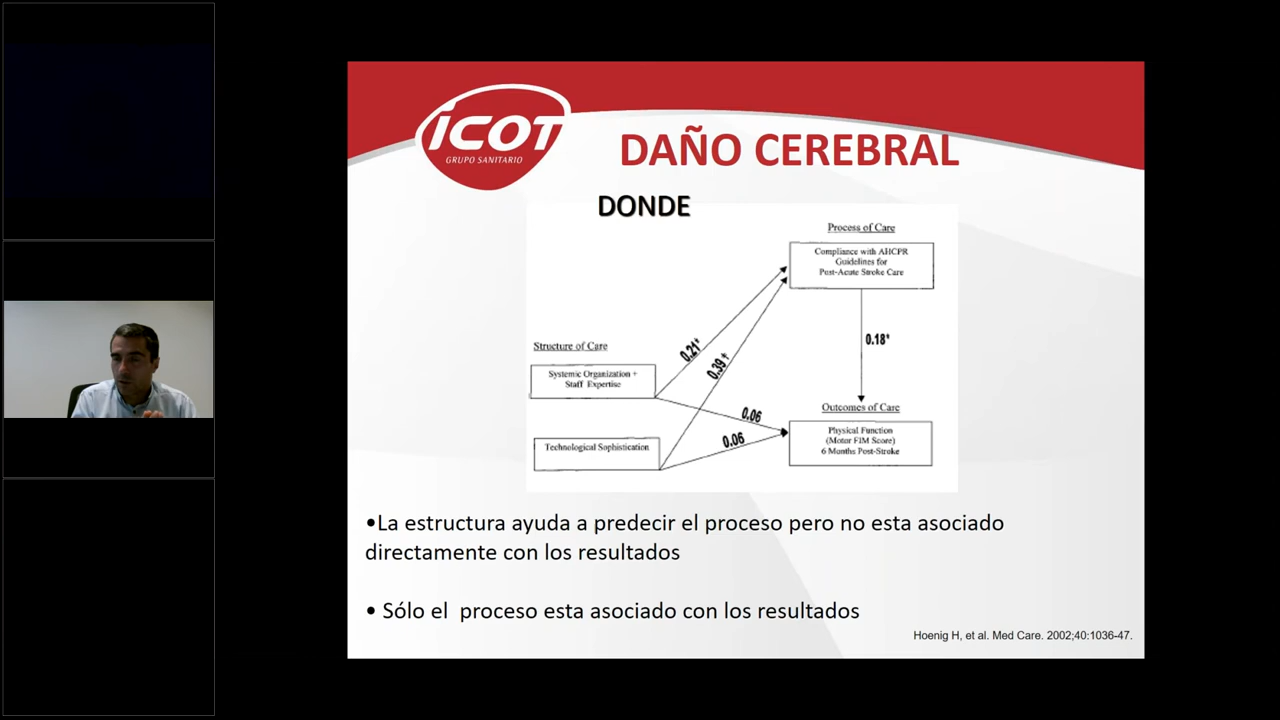 ICOT
GRUPO SANITARIO
DAÑO CEREBRAL
DONDE
Process of Care
Compliance with AHCPR
Guidelines for
Post-Acute Stroke Care
0.21*
0.39 †
0.18*
Structure of Care
Systemic Organization +
Staff Expertise
0.06
Technological Sophistication
0.06
Outcomes of Care
Physical Function
(Motor FIM Score)
6 Months Post-Stroke
•La estructura ayuda a predecir el proceso pero no esta asociado
directamente con los resultados
• Sólo el proceso esta asociado con los resultados
Hoenig H, et al. Med Care. 2002;40:1036-47.